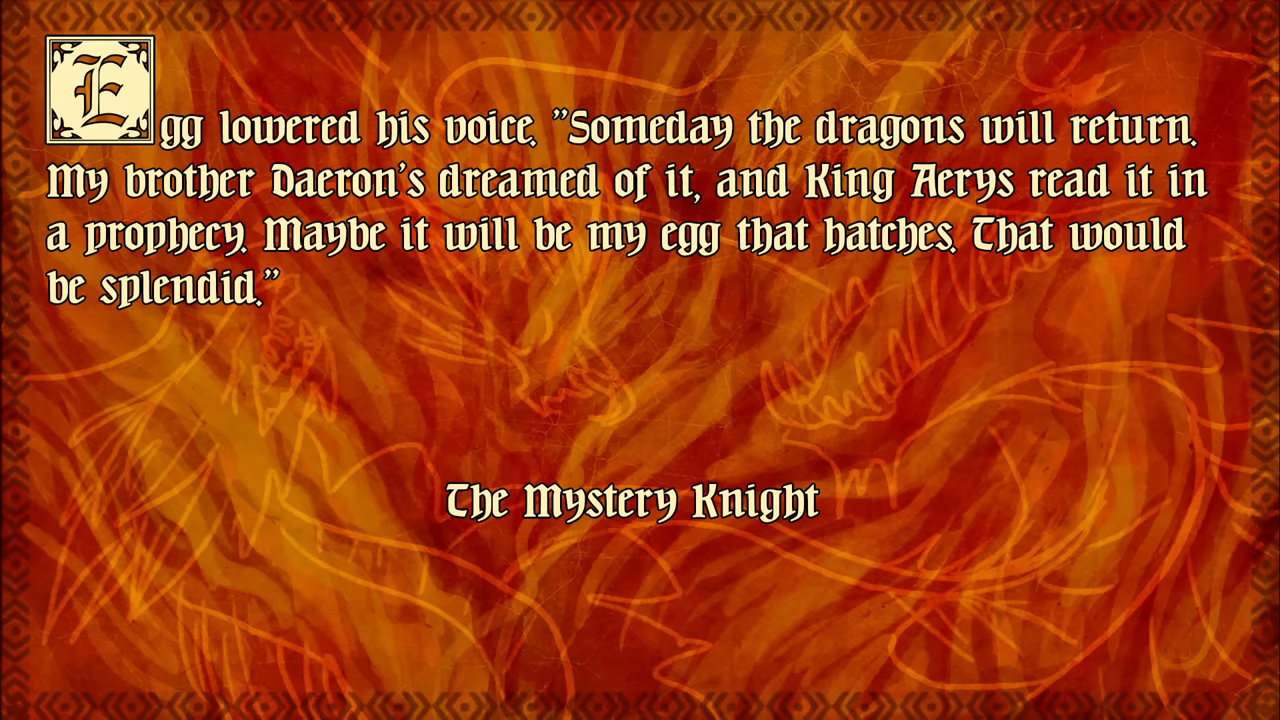 Egg lowered his voice. ”Someday the dragons will return.
My brother Daeron’s dreamed of it, and King Aerys read it in
a prophecy. Maybe it will be my egg that hatches. That would
be splendid.”
The Mystery Knight